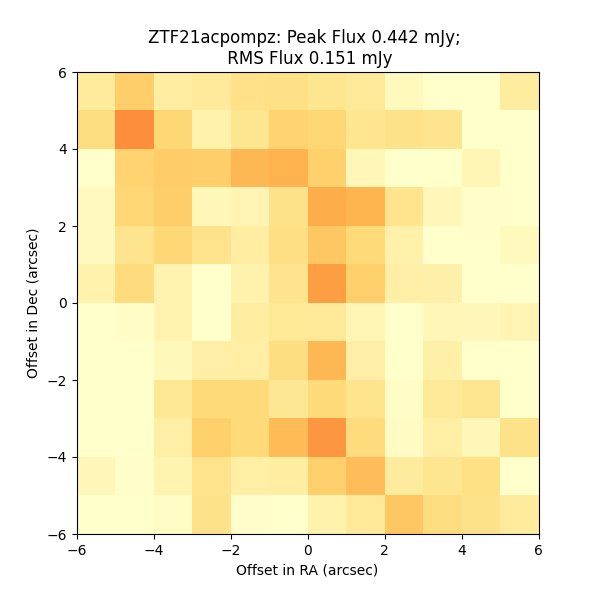 ZTF21acpompz: Peak Flux 0.442 mJy;
RMS Flux 0.151 mJy
6
4
2
0
−2
−4
−6
Offset in Dec (arcsec)
−6 −4 −2 0 2 4 6
Offset in RA (arcsec)